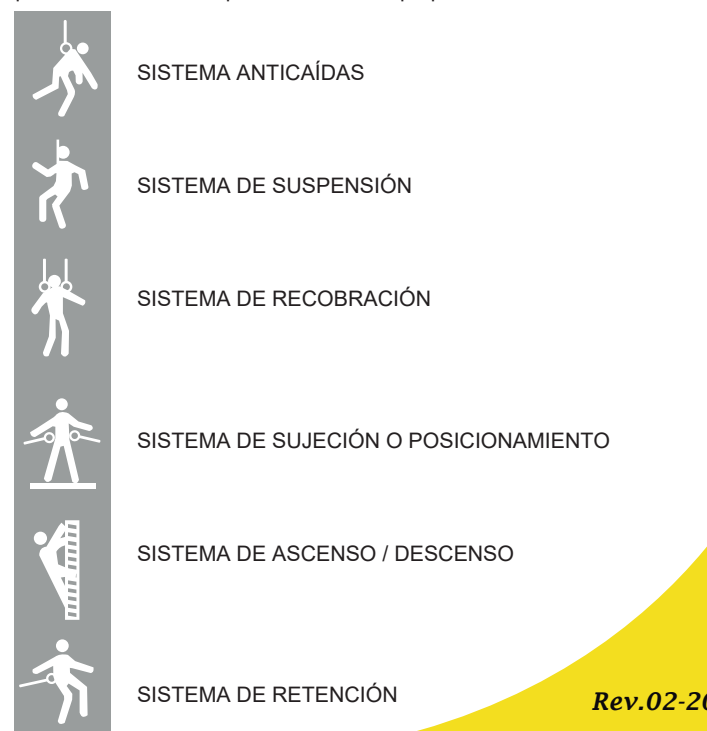 SISTEMA ANTICAÍDAS
SISTEMA DE SUSPENSIÓN
SISTEMA DE RECOBRACIÓN
SISTEMA DE SUJECIÓN O POSICIONAMIENTO
SISTEMA DE ASCENSO / DESCENSO
SISTEMA DE RETENCIÓN
Rev.02-20